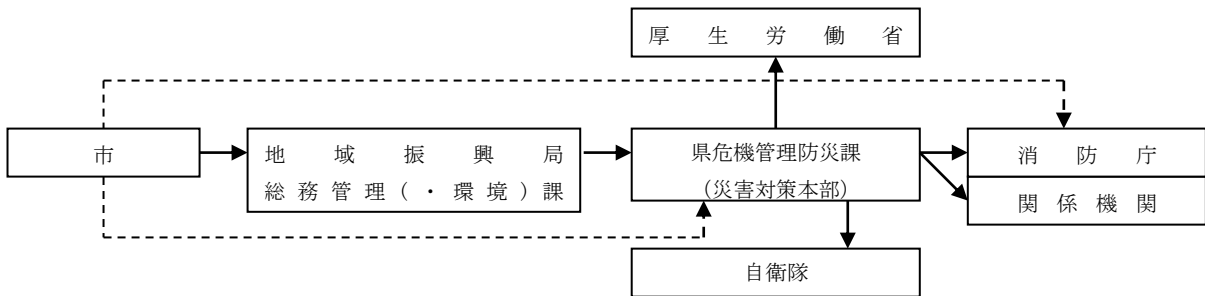 厚生労働省
市
地域振興局
総務管理(・環境)課
県危機管理防災課
(災害対策本部)
消防庁
関係機関
自衛隊